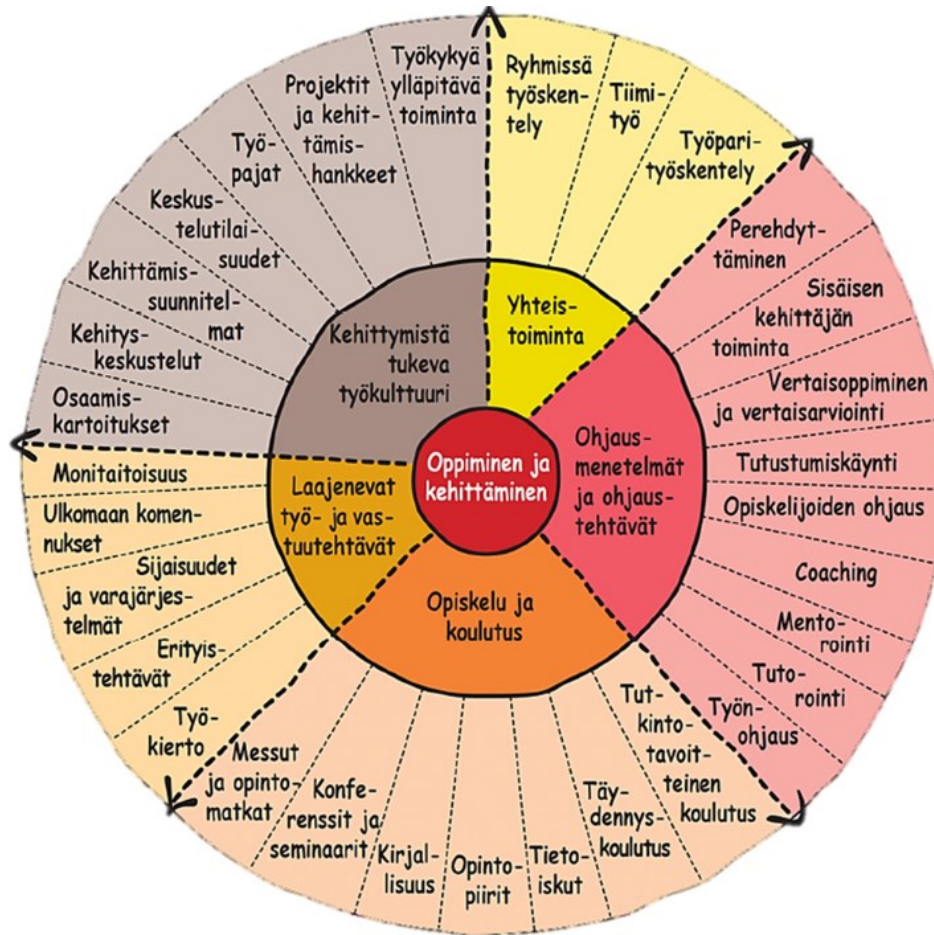 Oppiminen ja
kehittäminen
Yhteis-
toiminta
Ryhmissä
työsken-
tely
Tiimi-
työ
Työpari-
työskentely
Ohjaus-
menetelmät
ja ohjaus-
tehtävät
Perehdyt-
täminen
Sisäisen
kehittäjän
toiminta
Vertaisoppiminen
ja vertaisarviointi
Tutustumiskäynti
Opiskelijoiden ohjaus
Coaching
Mento-
rointi
Tuto-
rointi
Työn-
ohjaus
Opiskelu ja
koulutus
Tut-
kinto-
tavoit-
teinen
koulutus
Täy-
dennys-
koulutus
Tieto-
iskut
Opinto-
piirit
Kirjal-
lisuus
Konfe-
renssit ja
seminaarit
Messut
ja opinto-
matkat
Laajenevat
työ- ja vas-
tuutehtävät
Työ-
kierto
Erityis-
tehtävät
Sijaisuudet
ja varajärjes-
telmät
Ulkomaan komen-
nukset
Monitaitoisuus
Kehittymistä
tukeva
työkulttuuri
Osaamis-
kartoitukset
Kehitys-
keskustelut
Kehittämis-
suunnitel-
mat
Keskus-
telutilai-
suudet
Työ-
pajat
Projektit
ja kehit-
tämis-
hankkeet
Työkykyä
ylläpitävä
toiminta